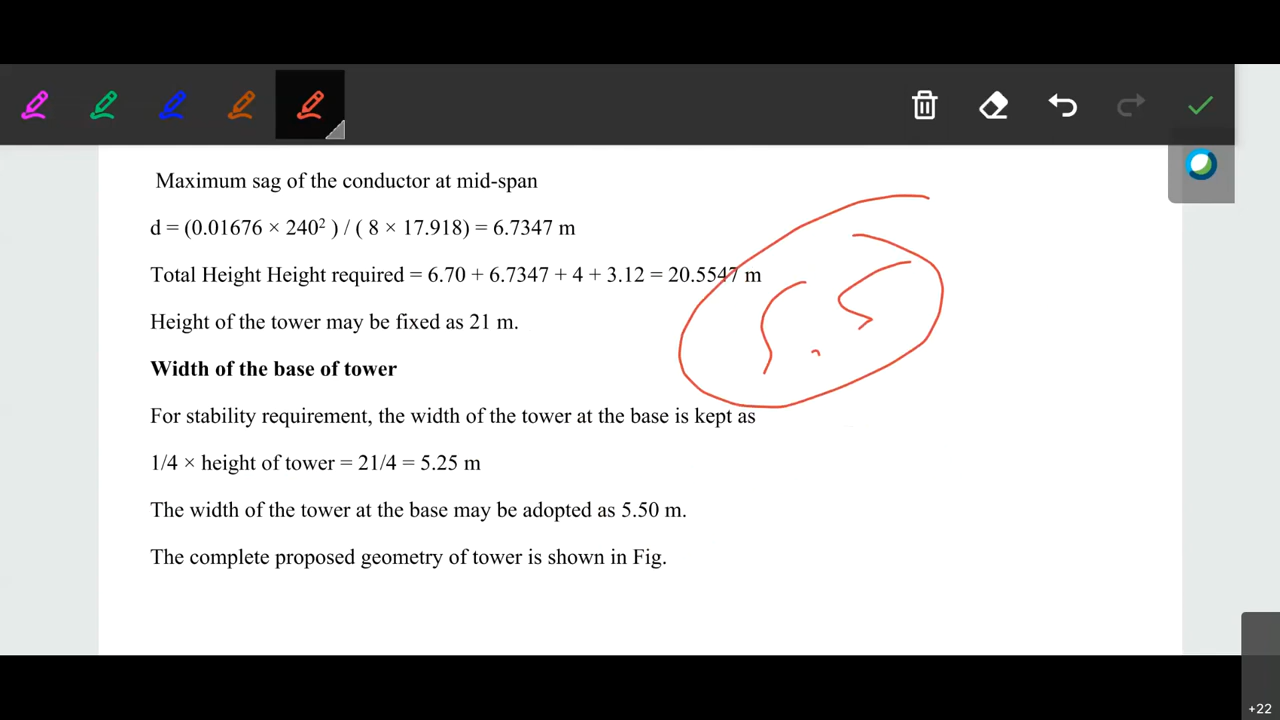 Maximum sag of the conductor at mid-span
d = (0.01676 × 240² ) / ( 8 × 17.918) = 6.7347 m
Total Height Height required = 6.70 + 6.7347 + 4 + 3.12 = 20.5547 m
5.5
Height of the tower may be fixed as 21 m.
Width of the base of tower
For stability requirement, the width of the tower at the base is kept as
1/4 × height of tower = 21/4 = 5.25 m
The width of the tower at the base may be adopted as 5.50 m.
The complete proposed geometry of tower is shown in Fig.
+22